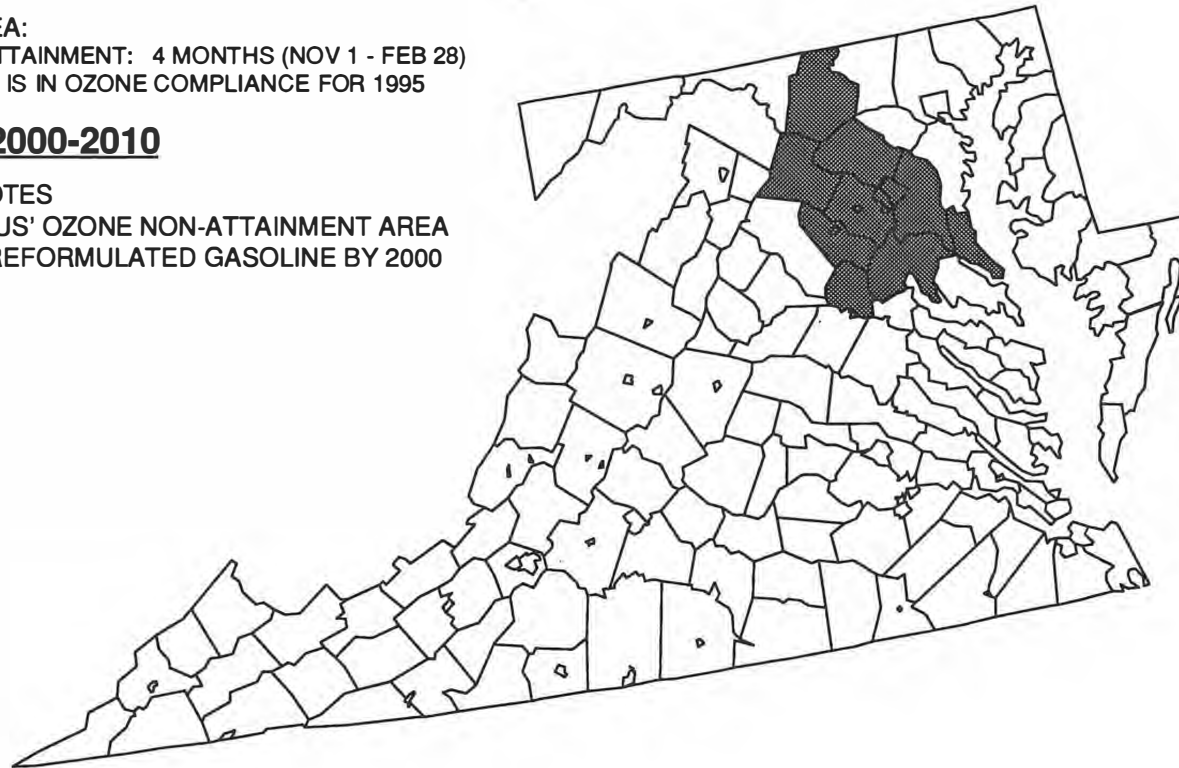 EA:
TTAINMENT: 4 MONTHS (NOV 1 - FEB 28)
IS IN OZONE COMPLIANCE FOR 1995
2000-2010
OTES
US' OZONE NON-ATTAINMENT AREA
REFORMULATED GASOLINE BY 2000